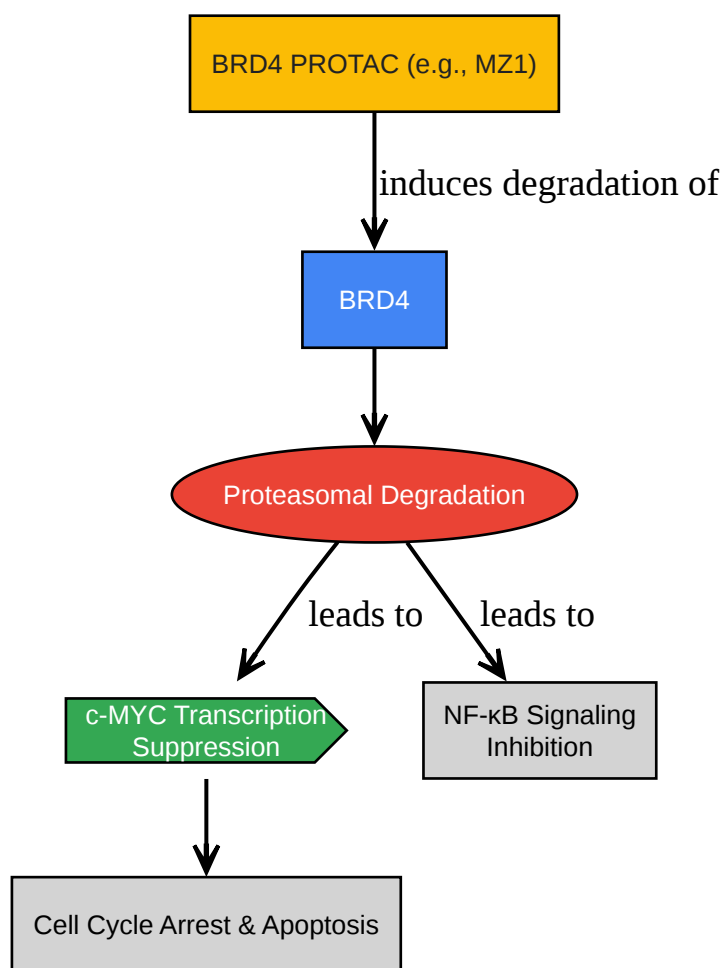 BRD4 PROTAC (e.g., MZ1)
induces degradation of
BRD4
Proteasomal Degradation
leads to
leads to
c-MYC Transcription
Suppression
NF-κB Signaling
Inhibition
Cell Cycle Arrest & Apoptosis